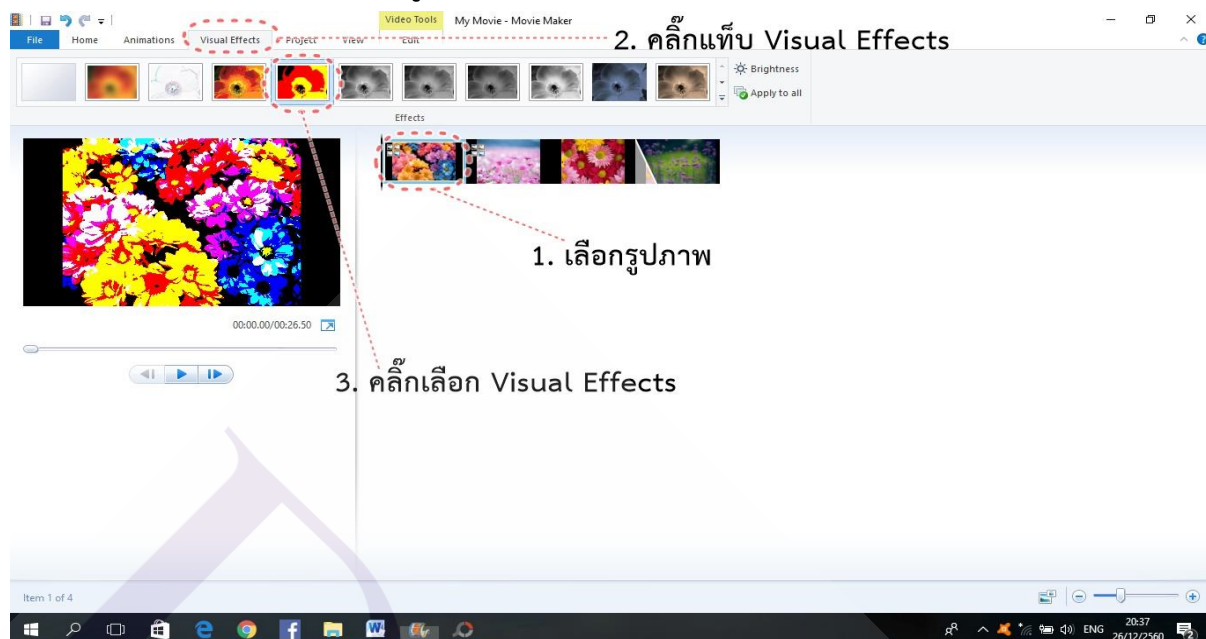 Video Tools
My Movie - Movie Maker
File Home Animations Visual Effects Project View Edit
2. คลิ๊กแท็บ Visual Effects
Brightness
Apply to all
Effects
1. เลือกรูปภาพ
00:00.00/00:26.50
3. คลิ๊กเลือก Visual Effects
Item 1 of 4
ENG
20:37
26/12/2560